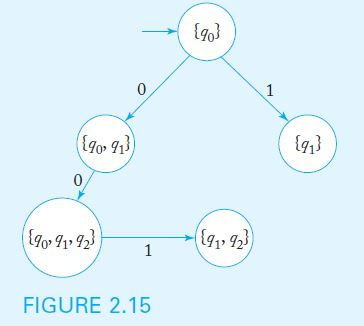 {q0}
0
1
{q0, q1}
{q1}
0
{q0, q1, q2}
1
{q1, q2}
FIGURE 2.15